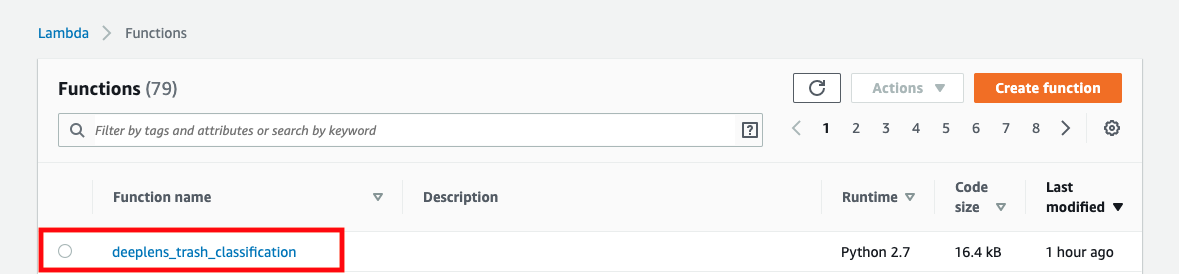 Lambda > Functions
Functions (79)
Actions ▼
Create function
Filter by tags and attributes or search by keyword
?
< 1 2 3 4 5 6 7 8 >
Function name
Description
Runtime
Code size
Last modified
deeplens_trash_classification
Python 2.7
16.4 kB
1 hour ago